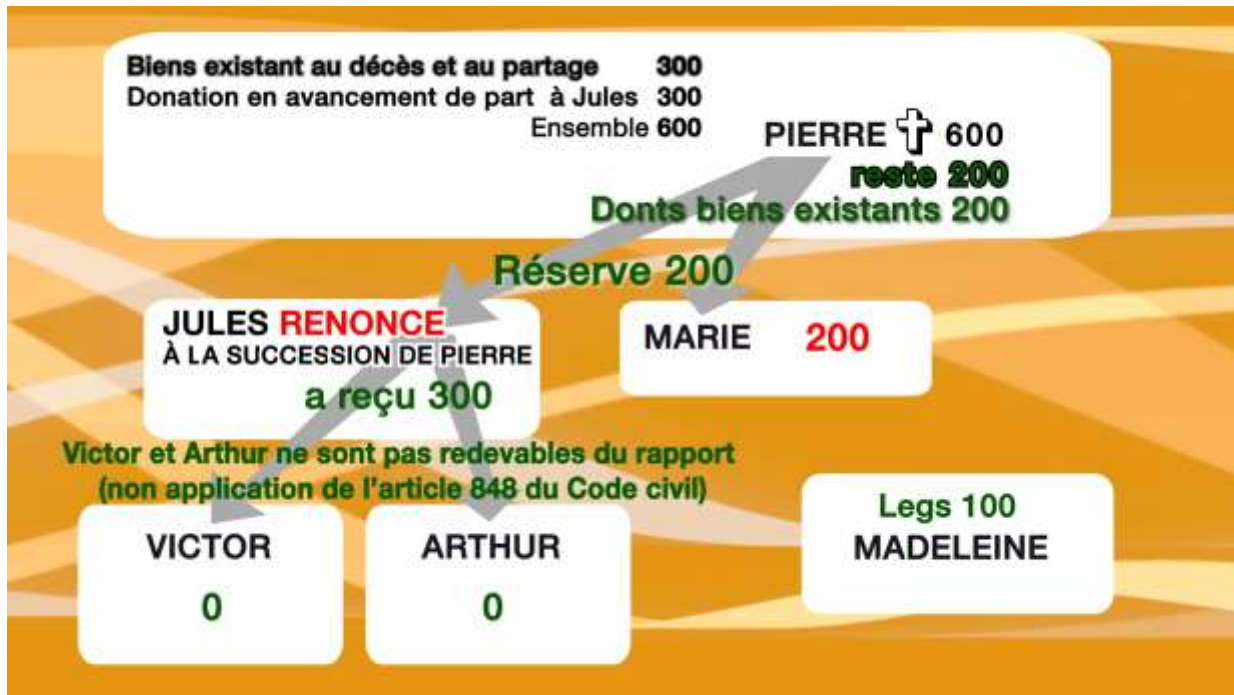 Biens existant au décès et au partage 300
Donation en avancement de part à Jules 300
Ensemble 600
PIERRE 600
reste 200
Donts biens existants 200
Réserve 200
JULES RENONCE
À LA SUCCESSION DE PIERRE
a reçu 300
MARIE 200
Victor et Arthur ne sont pas redevables du rapport
(non application de l'article 848 du Code civil)
VICTOR
0
ARTHUR
0
Legs 100
MADELEINE